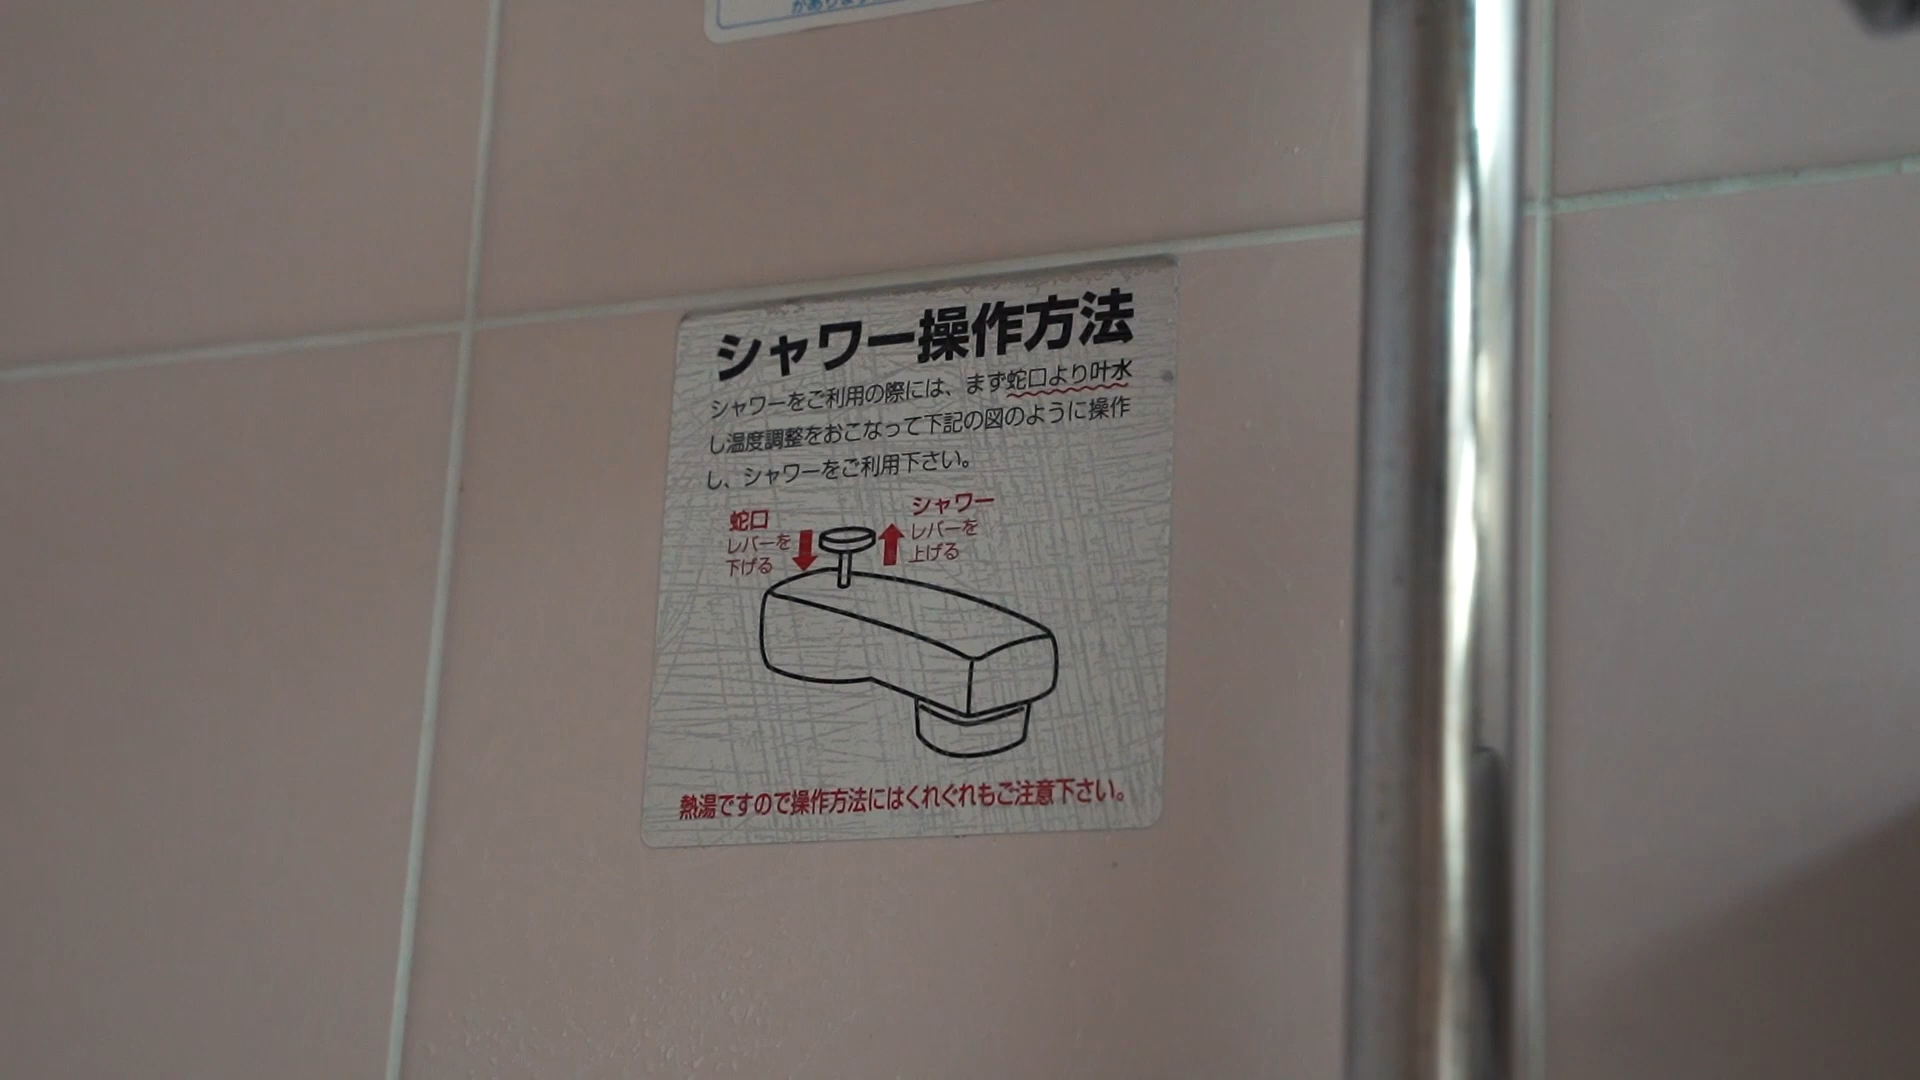 がありま
シャワー操作方法
シャワーをご利用の際には、まず蛇口より吐水
し温度調整をおこなって下記の図のように操作
し、シャワーをご利用下さい。
蛇口
レバーを
下げる
シャワー
レバーを
上げる
熱湯ですので操作方法にはくれぐれもご注意下さい。